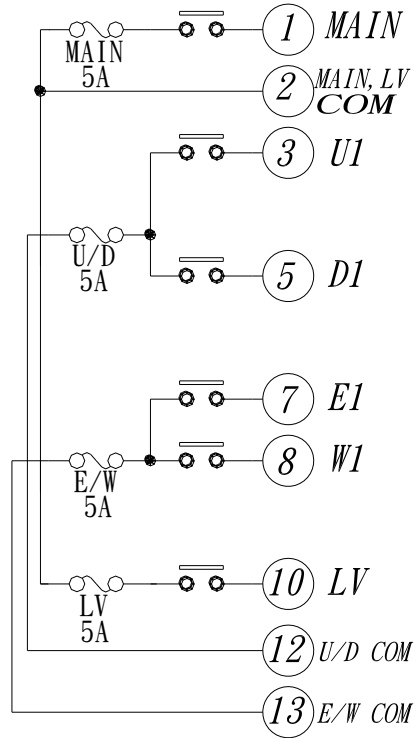 1 MAIN
MAIN
5A
2 MAIN, LV
COM
3 U1
U/D
5A
5 D1
7 E1
8 W1
E/W
5A
10 LV
LV
5A
12 U/D COM
13 E/W COM